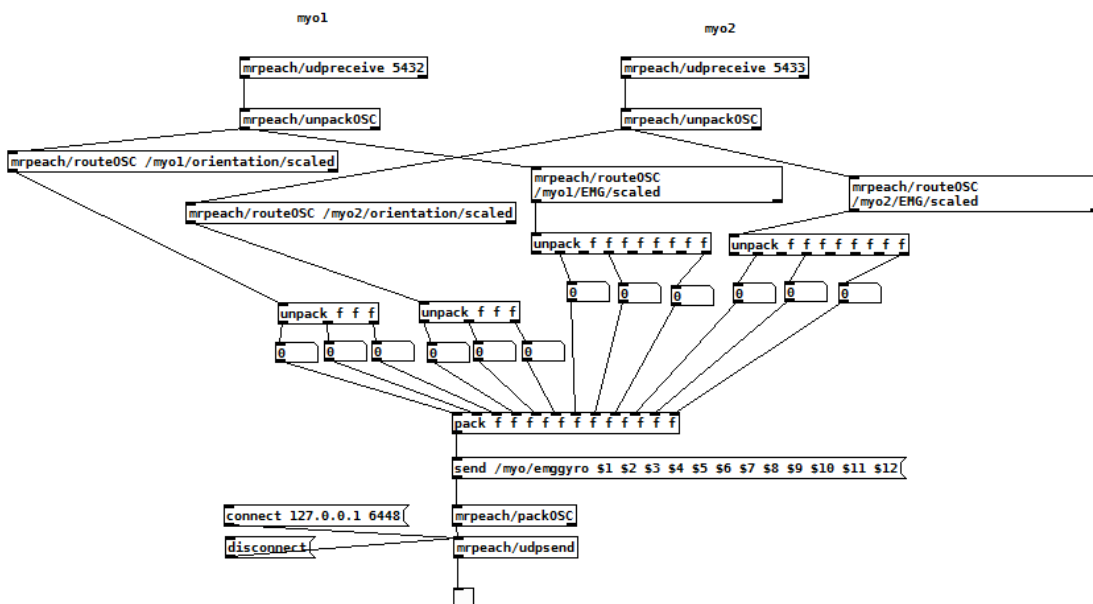 myo1
myo2
mrpeach/udpreceive 5432
mrpeach/udpreceive 5433
mrpeach/unpackOSC
mrpeach/unpackOSC
mrpeach/routeOSC /myo1/orientation/scaled
mrpeach/routeOSC
/myo1/EMG/scaled
mrpeach/routeOSC
/myo2/EMG/scaled
mrpeach/routeOSC /myo2/orientation/scaled
unpack f f f f f f f f
unpack f f f f f f f f
0
0
0
0
0
0
unpack f f f
unpack f f f
0
0
0
0
0
0
pack f f f f f f f f f f f f
send /myo/emggyro $1 $2 $3 $4 $5 $6 $7 $8 $9 $10 $11 $12
connect 127.0.0.1 6448
mrpeach/packOSC
disconnect
mrpeach/udpsend